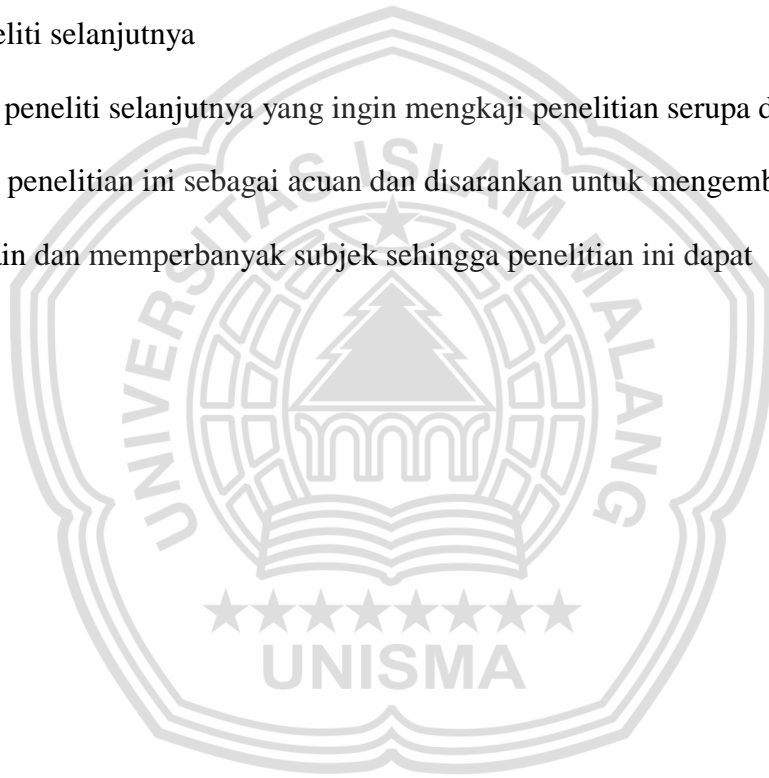 eliti selanjutnya
peneliti selanjutnya yang ingin mengkaji penelitian serupa d
penelitian ini sebagai acuan dan disarankan untuk mengemb
in dan memperbanyak subjek sehingga penelitian ini dapat
UNIVERSITAS ISLAM MALANG
UNISMA